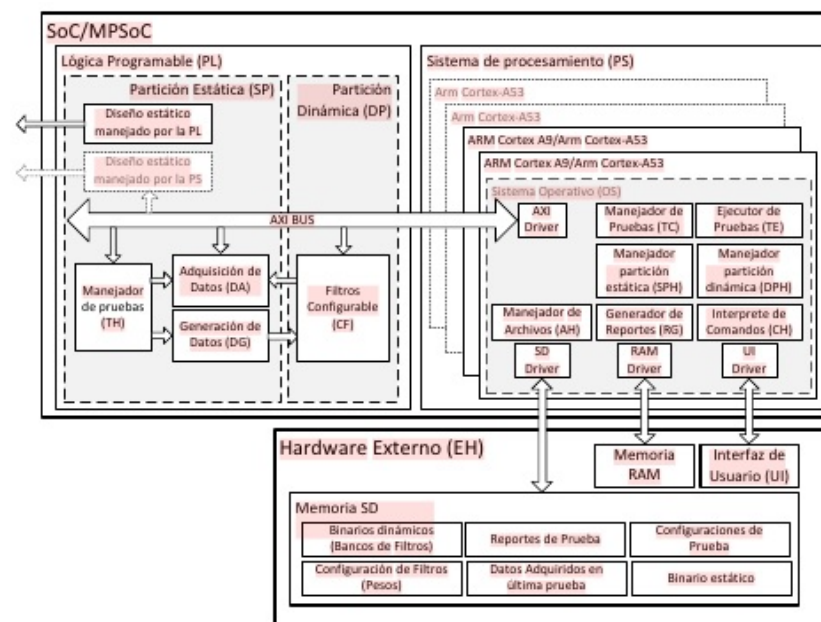 SoC/MPSoC
Lógica Programable (PL)
Partición Estática (SP)
Partición
Dinámica (DP)
Diseño estático
manejado por la PL
Diseño estático
manejado por la PS
AXI BUS
Manejador
de pruebas
(TH)
Adquisición de
Datos (DA)
Generación de
Datos (DG)
Filtros
Configurable
(CF)
Sistema de procesamiento (PS)
Arm Cortex-A53
Arm Cortex-A53
ARM Cortex A9/Arm Cortex-A53
ARM Cortex A9/Arm Cortex-A53
Sistema Operativo (OS)
AXI
Driver
Manejador de
Pruebas (TC)
Ejecutor de
Pruebas (TE)
Manejador
partición
estática (SPH)
Manejador
partición
dinámica (DPH)
Manejador de
Archivos (AH)
Generador de
Reportes (RG)
Interprete de
Comandos (CH)
SD
Driver
RAM
Driver
UI
Driver
Hardware Externo (EH)
Memoria
RAM
Interfaz de
Usuario (UI)
Memoria SD
Binarios dinámicos
(Bancos de Filtros)
Reportes de Prueba
Configuraciones de
Prueba
Configuración de Filtros
(Pesos)
Datos Adquiridos en
última prueba
Binario estático